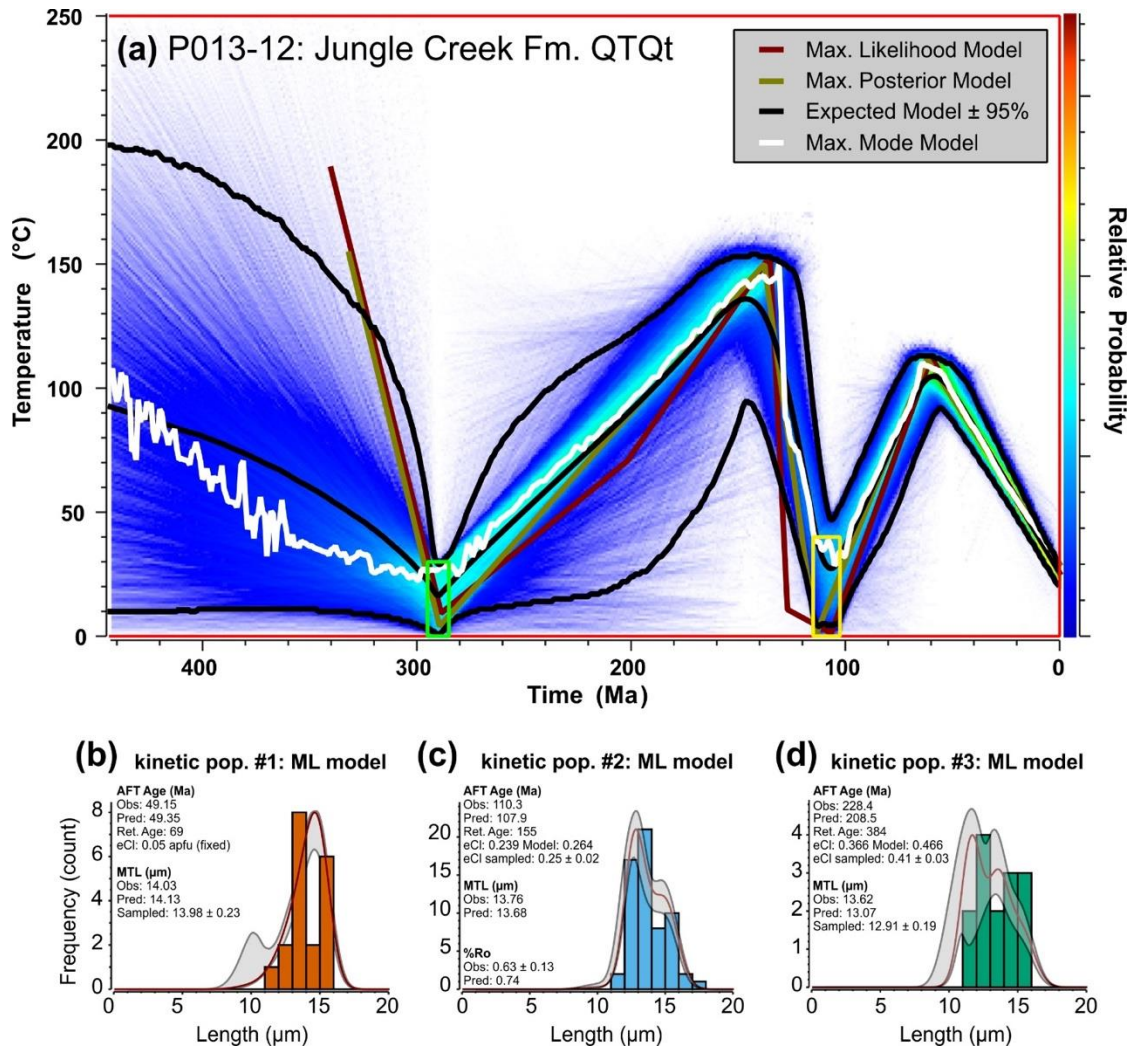 (a) P013-12: Jungle Creek Fm. QTQt
Max. Likelihood Model
Max. Posterior Model
Expected Model ± 95%
Max. Mode Model
250
200
150
100
50
0
Temperature (°C)
400
300
200
100
0
Time (Ma)
Relative Probability
(b) kinetic pop. #1: ML model
AFT Age (Ma)
Obs: 49.15
Pred: 49.35
Ret. Age: 69
eCl: 0.05 apfu (fixed)
MTL (µm)
Obs: 14.03
Pred: 14.13
Sampled: 13.98 ± 0.23
Frequency (count)
8
6
4
2
0
0
5
10
15
20
Length (µm)
(c) kinetic pop. #2: ML model
AFT Age (Ma)
Obs: 110.3
Pred: 107.9
Ret. Age: 155
eCl: 0.239 Model: 0.264
eCl sampled: 0.25 ± 0.02
MTL (µm)
Obs: 13.76
Pred: 13.68
%Ro
Obs: 0.63 ± 0.13
Pred: 0.74
20
15
10
5
0
0
5
10
15
20
Length (µm)
(d) kinetic pop. #3: ML model
AFT Age (Ma)
Obs: 228.4
Pred: 208.5
Ret. Age: 384
eCl: 0.366 Model: 0.466
eCl sampled: 0.41 ± 0.03
MTL (µm)
Obs: 13.62
Pred: 13.07
Sampled: 12.91 ± 0.19
4
3
2
1
0
0
5
10
15
20
Length (µm)